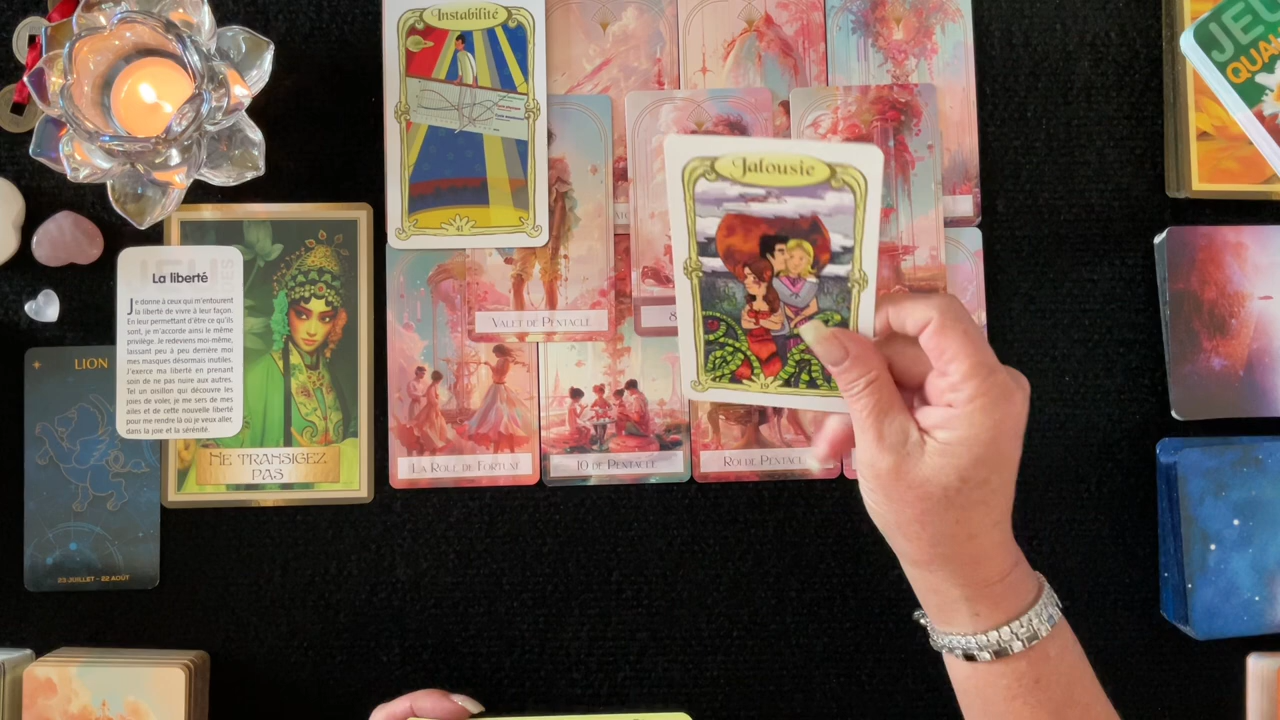 Instabilité
41
JEU
Jalousie
19
La liberté
Je donne à ceux qui m'entourent
la liberté de vivre à leur façon.
En leur permettant d'être ce qu'ils
sont, je m'accorde ainsi le même
privilège. Je redeviens moi-même,
laissant peu à peu derrière moi
mes masques désormais inutiles.
J'exerce ma liberté en prenant
soin de ne pas nuire aux autres.
Tel un oisillon qui découvre les
joies de voler, je me sers de mes
ailes et de cette nouvelle liberté
pour me rendre là où je veux aller,
dans la joie et la sérénité.
LION
23 JUILLET - 22 AOÛT
NE TRANSIGEZ
PAS
VALET DE PENTACLE
8
LA ROUE DE FORTUNE
10 DE PENTACLE
ROI DE PENTACL